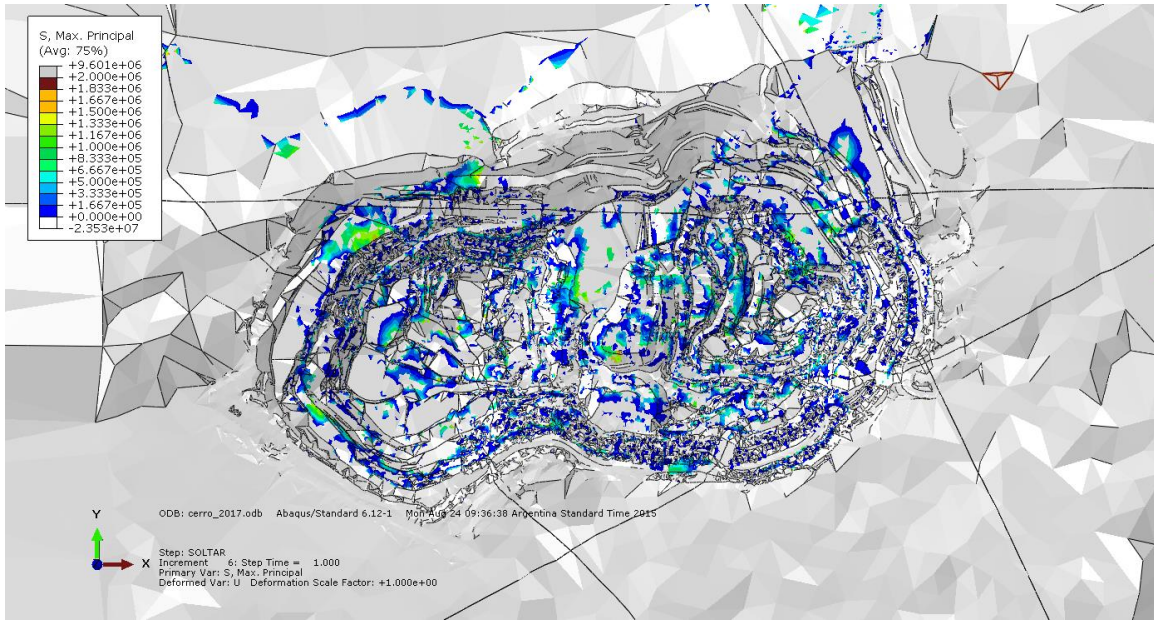 S, Max. Principal
(Avg: 75%)
+9.601e+06
+2.000e+06
+1.833e+06
+1.667e+06
+1.500e+06
+1.333e+06
+1.167e+06
+1.000e+06
+8.333e+05
+6.667e+05
+5.000e+05
+3.333e+05
+1.667e+05
+0.000e+00
-2.353e+07
ODB: cerro_2017.odb Abaqus/Standard 6.12-1 Mon Aug 24 09:36:38 Argentina Standard Time 2015
Y
X
Step: SOLTAR
Increment 6: Step Time = 1.000
Primary Var: S, Max. Principal
Deformed Var: U Deformation Scale Factor: +1.000e+00